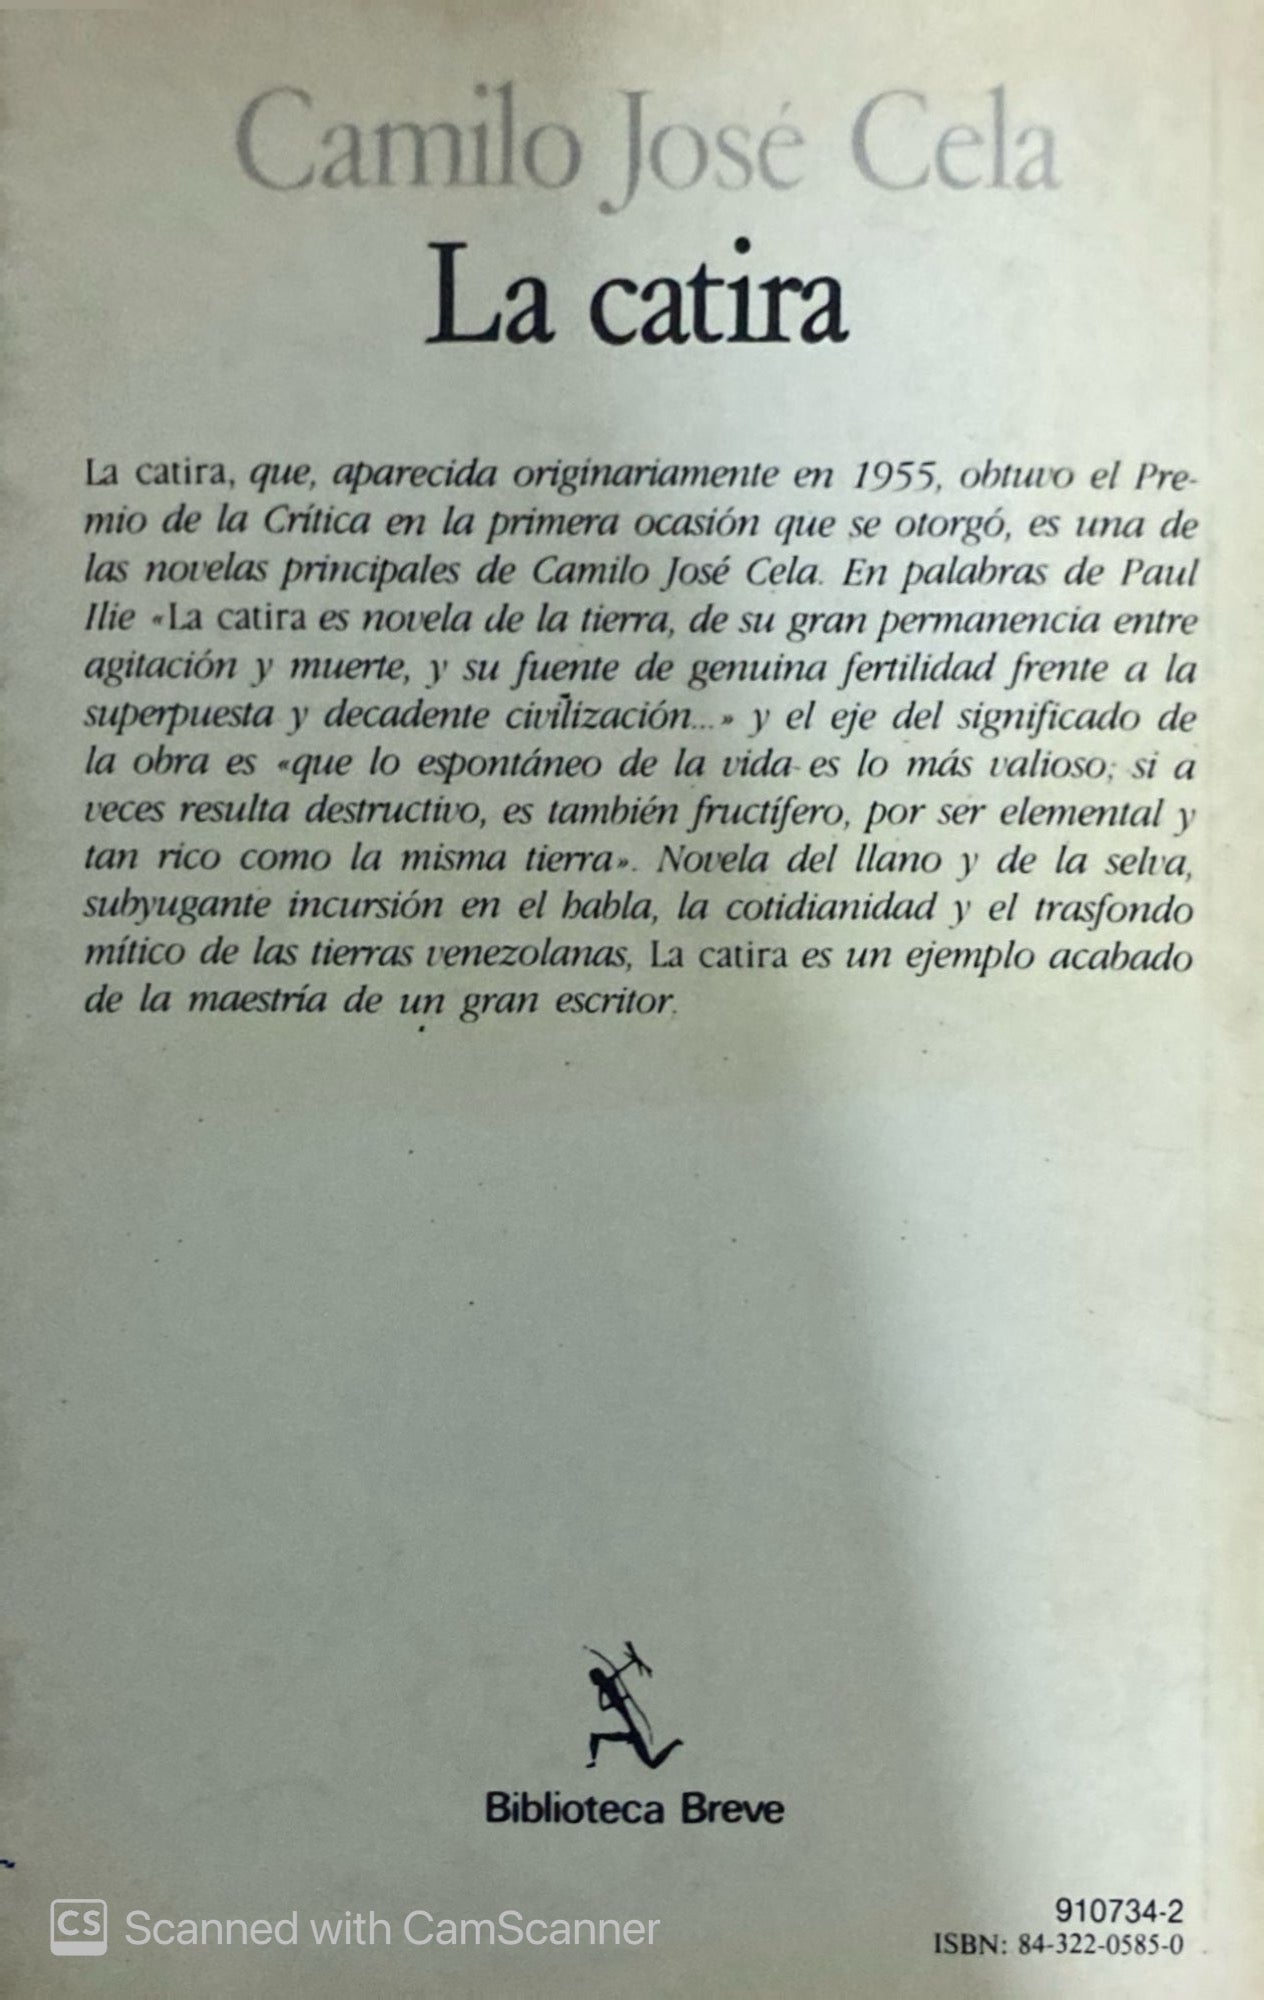 Camilo José Cela
La catira
La catira, que, aparecida originariamente en 1955, obtuvo el Pre-
mio de la Crítica en la primera ocasión que se otorgó, es una de
las novelas principales de Camilo José Cela. En palabras de Paul
Ilie «La catira es novela de la tierra, de su gran permanencia entre
agitación y muerte, y su fuente de genuina fertilidad frente a la
superpuesta y decadente civilización...» y el eje del significado de
la obra es «que lo espontáneo de la vida es lo más valioso; si a
veces resulta destructivo, es también fructífero, por ser elemental y
tan rico como la misma tierra». Novela del llano y de la selva,
subyugante incursión en el habla, la cotidianidad y el trasfondo
mítico de las tierras venezolanas, La catira es un ejemplo acabado
de la maestría de un gran escritor.
Biblioteca Breve
910734-2
ISBN: 84-322-0585-0
CS Scanned with CamScanner